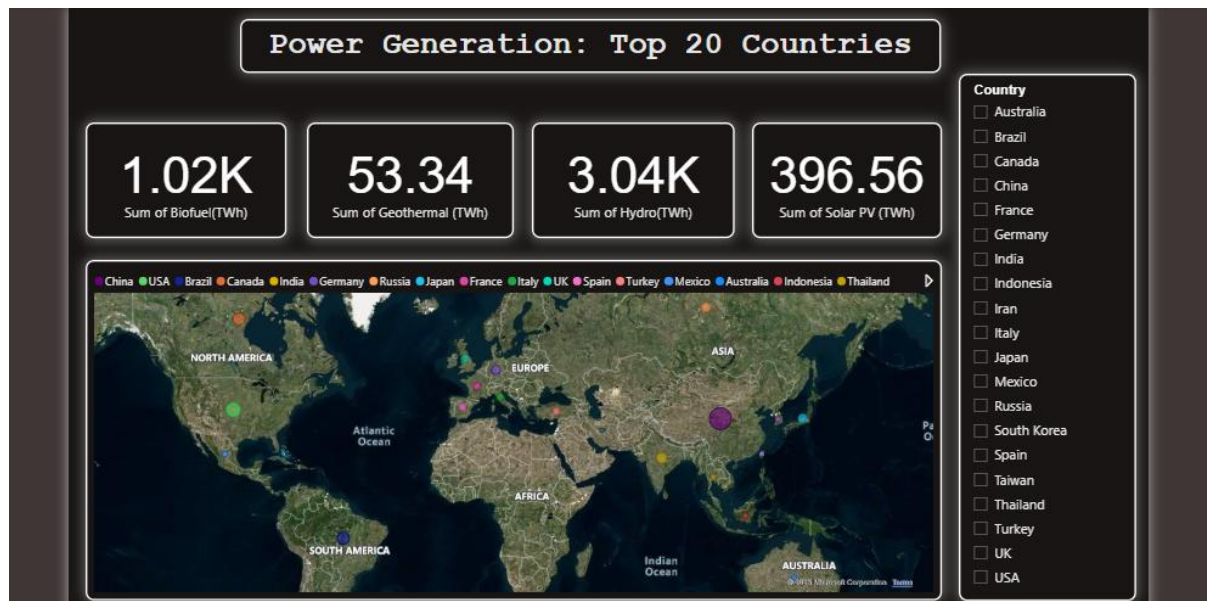 Power Generation: Top 20 Countries
1.02K
Sum of Biofuel(TWh)
53.34
Sum of Geothermal (TWh)
3.04K
Sum of Hydro(TWh)
396.56
Sum of Solar PV (TWh)
China USA Brazil Canada India Germany Russia Japan France Italy UK Spain Turkey Mexico Australia Indonesia Thailand
NORTH AMERICA
ASIA
EUROPE
Atlantic
Ocean
AFRICA
SOUTH AMERICA
Indian
Ocean
AUSTRALIA
Microsoft Corporation Terms
Country
Australia
Brazil
Canada
China
France
Germany
India
Indonesia
Iran
Italy
Japan
Mexico
Russia
South Korea
Spain
Taiwan
Thailand
Turkey
UK
USA